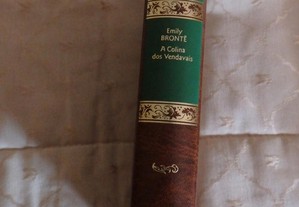 Emily
BRONTË
A Colina
dos Vendavais